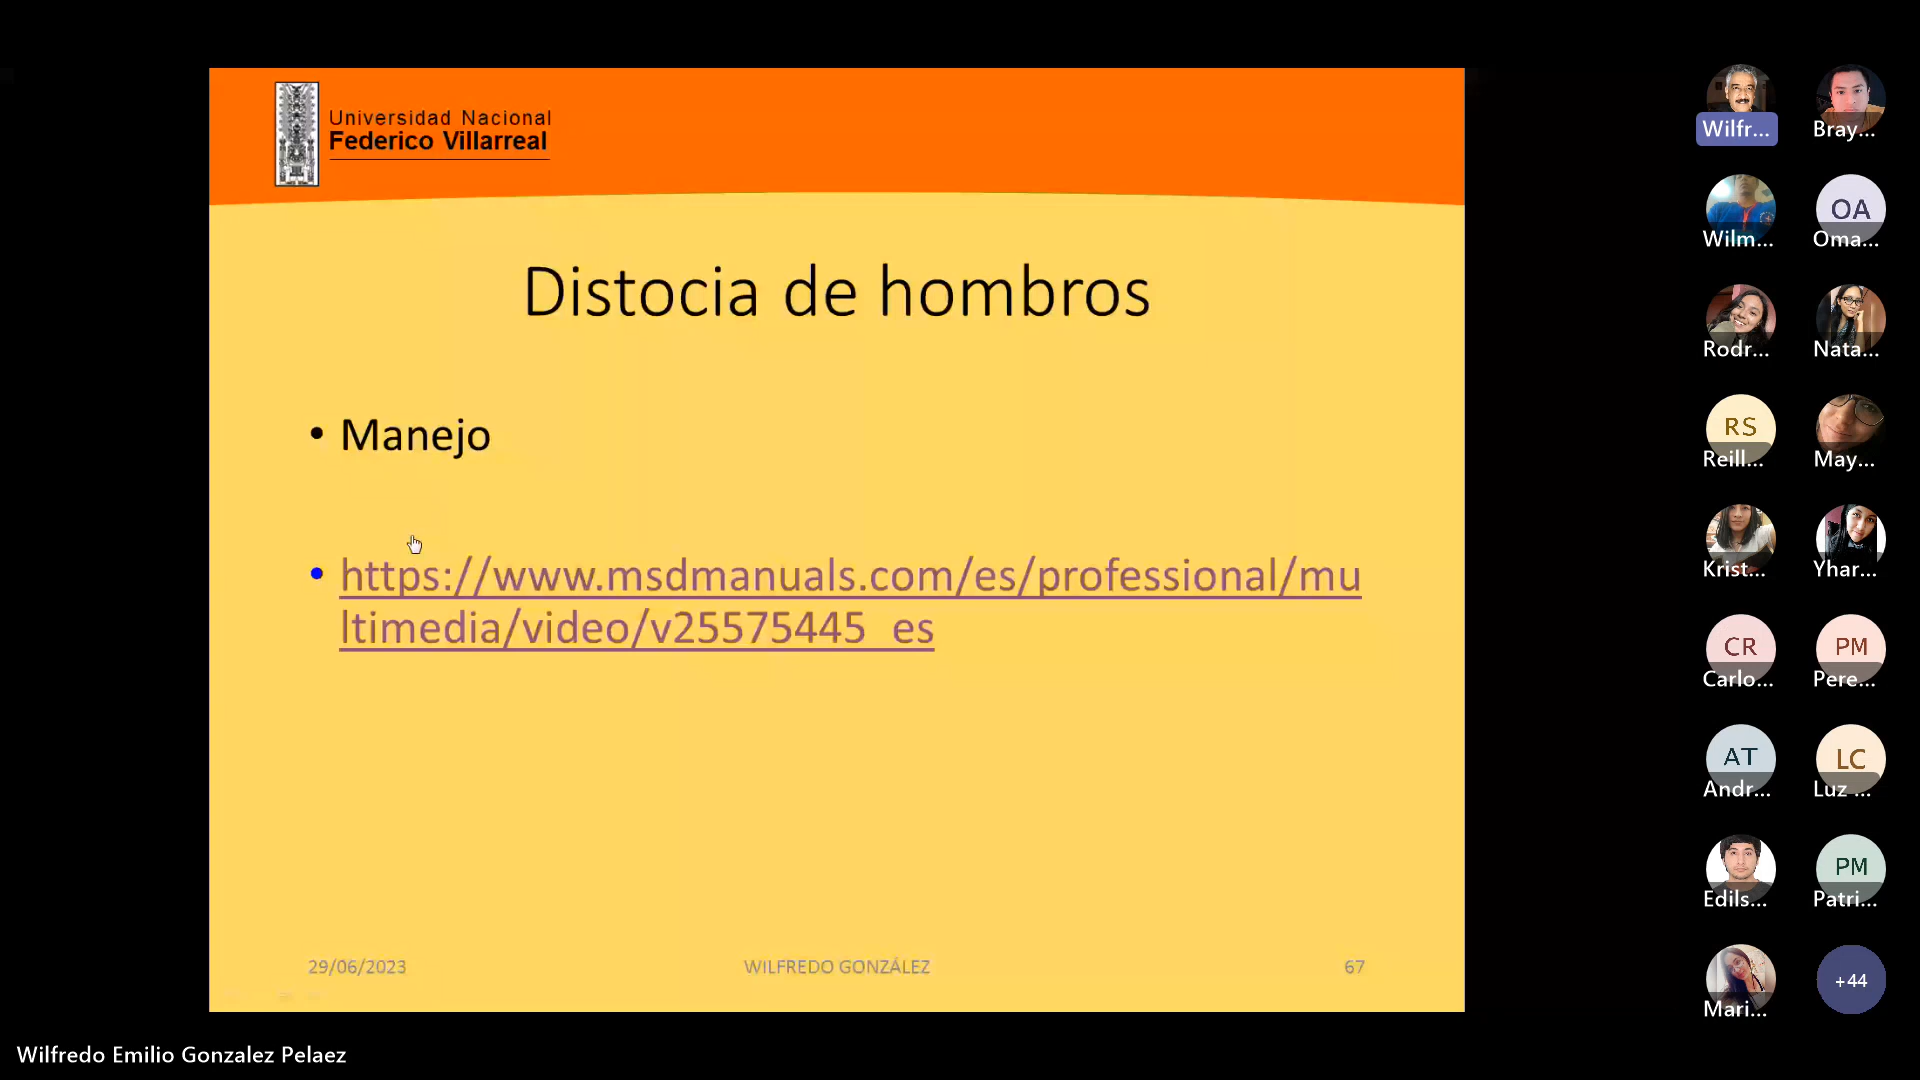 Universidad Nacional
Federico Villarreal
Distocia de hombros
• Manejo
• https://www.msdmanuals.com/es/professional/mu
ltimedia/video/v25575445_es
29/06/2023
WILFREDO GONZÁLEZ
67
Wilfr...
Bray...
Wilm...
OA
Oma...
Rodr...
Nata...
RS
Reill...
May...
Krist...
Yhar...
CR
Carlo...
PM
Pere...
AT
Andr...
LC
Luz ...
Edils...
PM
Patri...
Mari...
+44
Wilfredo Emilio Gonzalez Pelaez